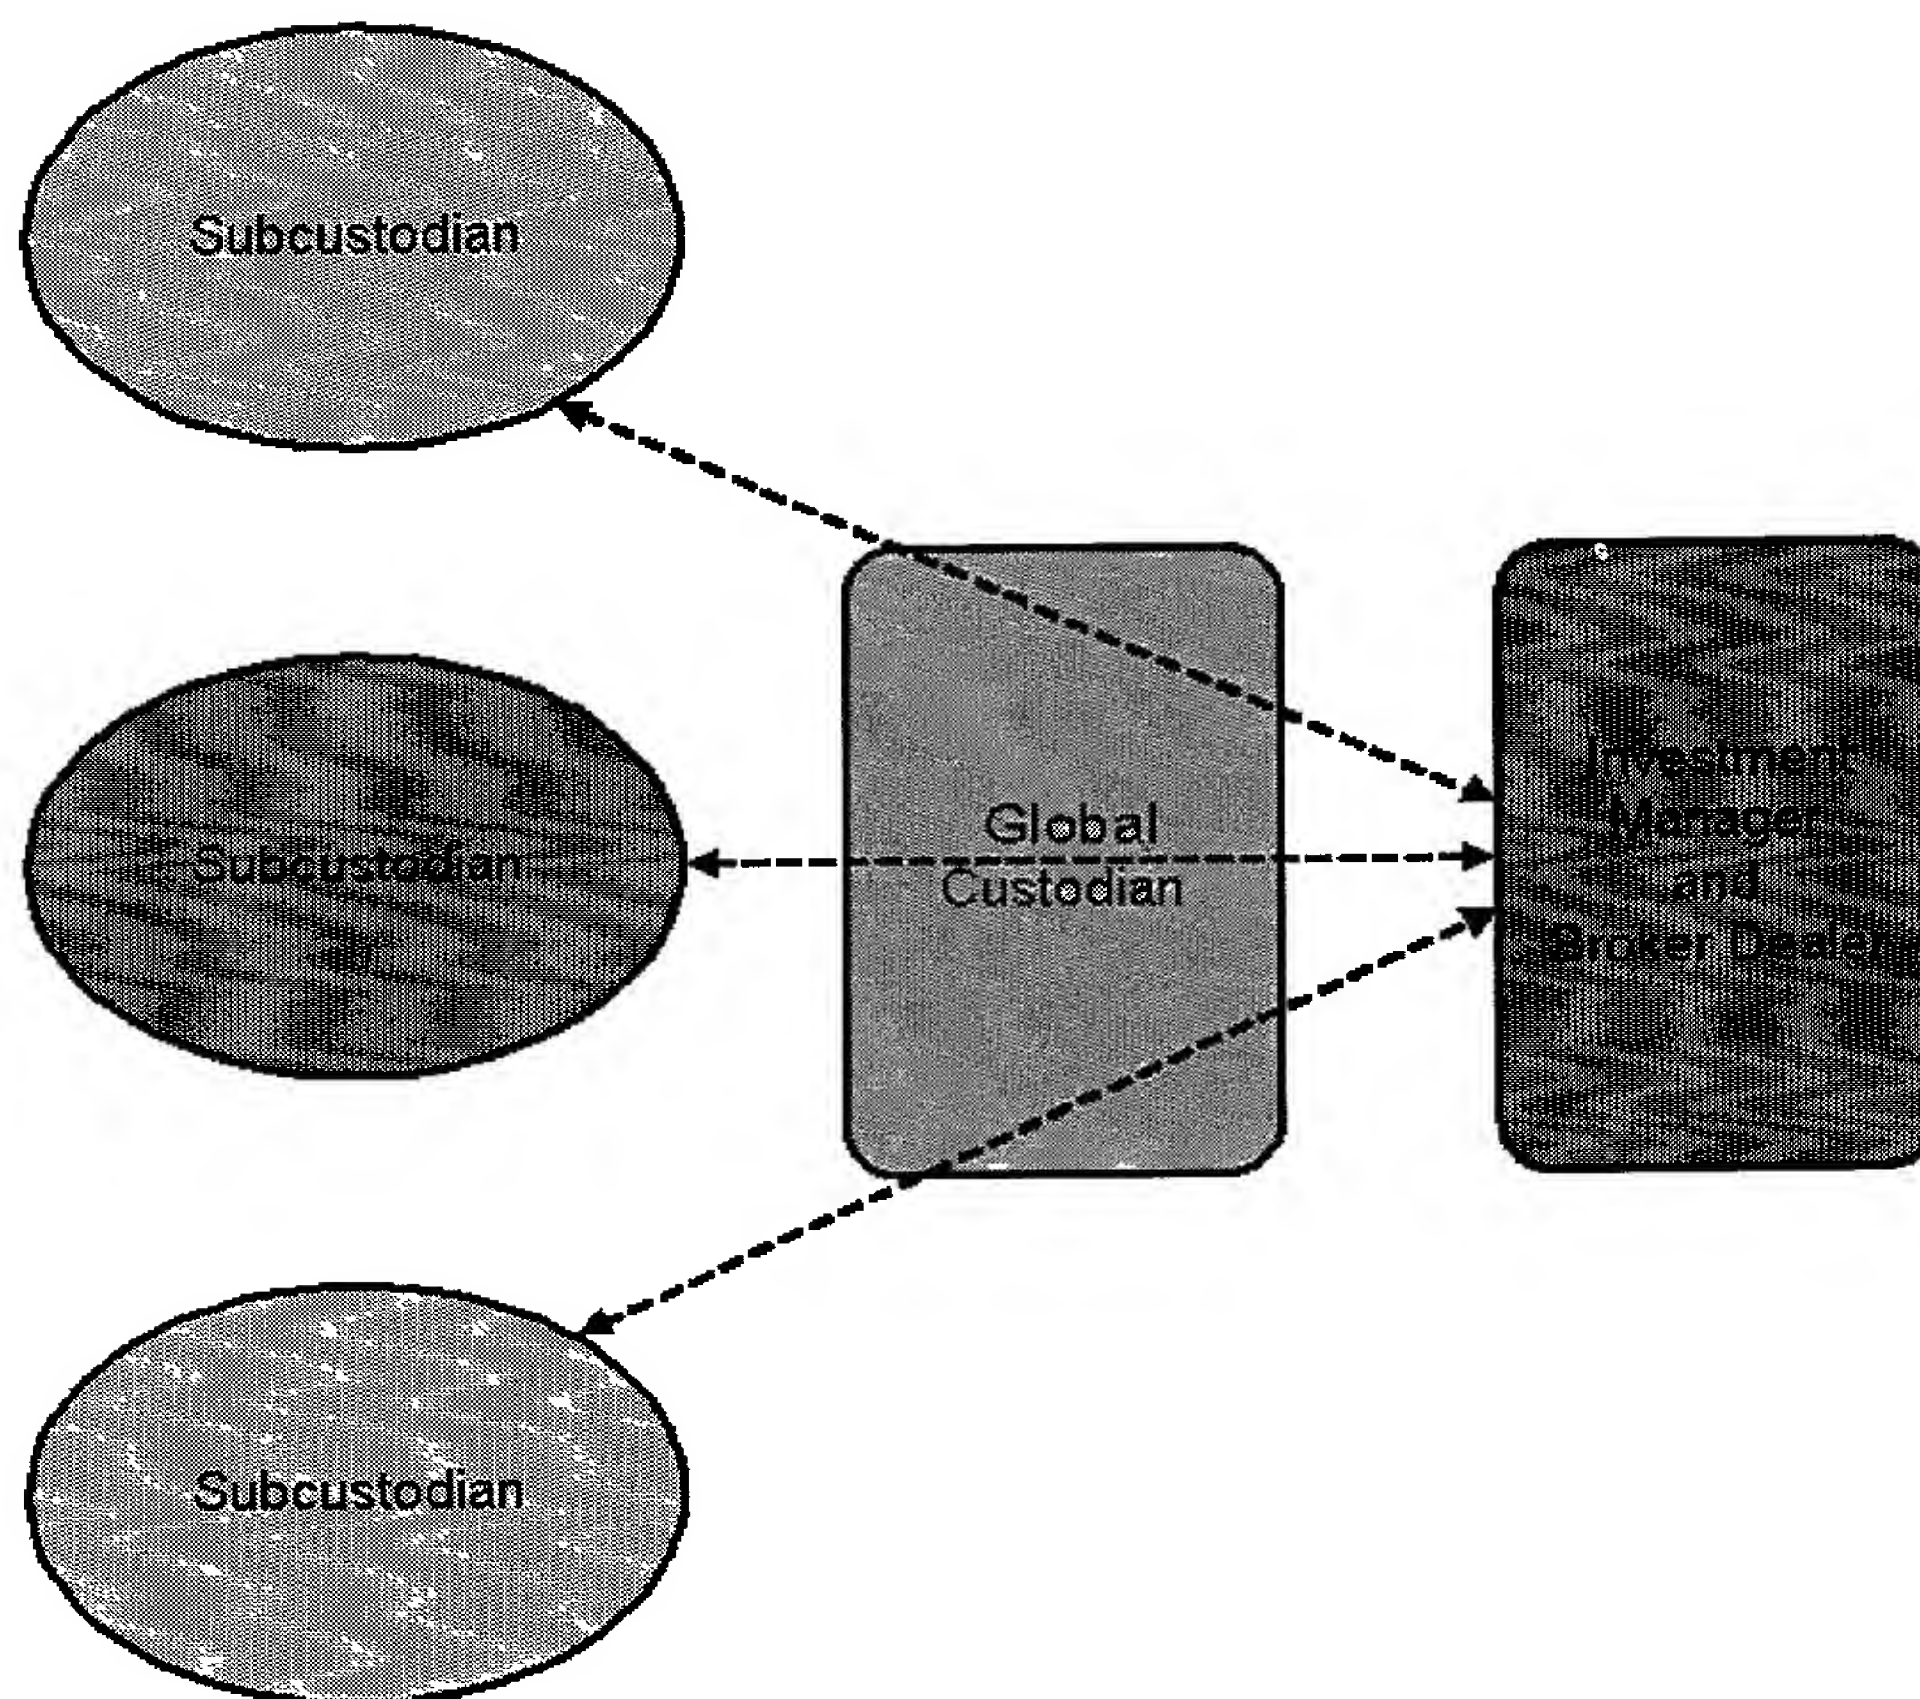 Subcustodian
Subcustodian
Global
Custodian
Investment
Manager
and
Broker Dealer
Subcustodian